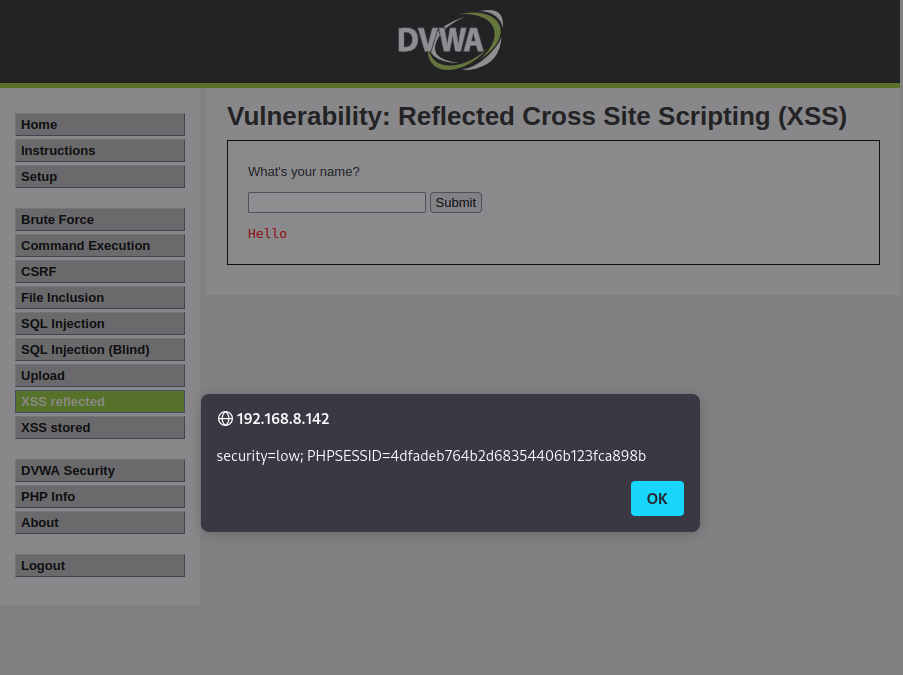 DVWA
Vulnerability: Reflected Cross Site Scripting (XSS)
Home
Instructions
Setup
Brute Force
Command Execution
CSRF
File Inclusion
SQL Injection
SQL Injection (Blind)
Upload
XSS reflected
XSS stored
DVWA Security
PHP Info
About
Logout
What's your name?
Submit
Hello
192.168.8.142
security=low; PHPSESSID=4dfadeb764b2d68354406b123fca898b
OK